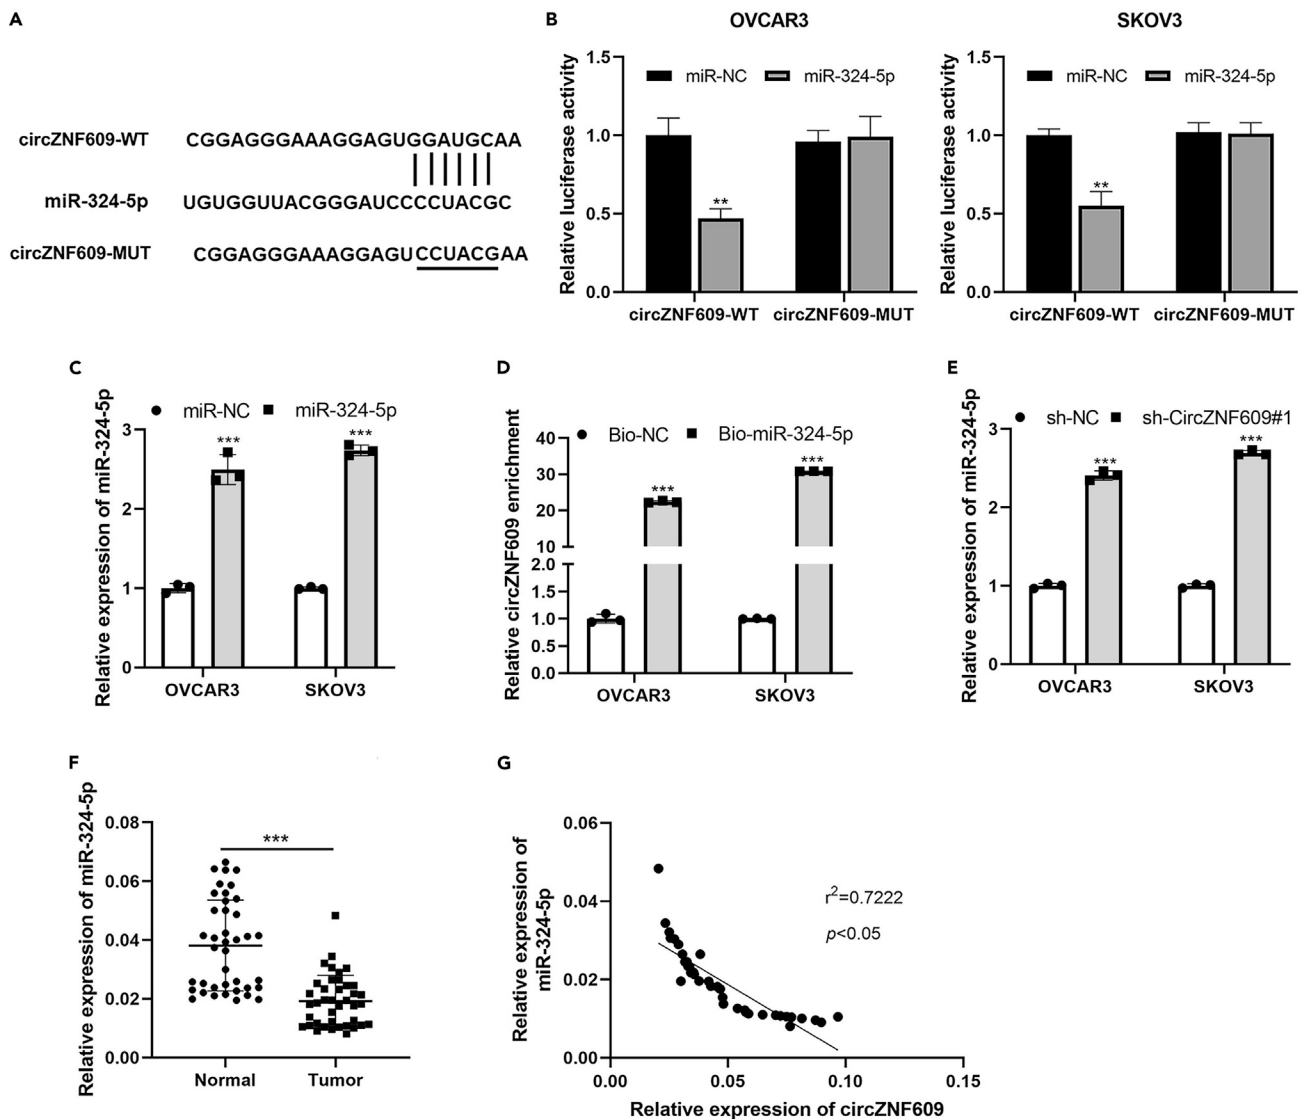 A
circZNF609-WT CGGAGGGAAAGGAGUGGAUGCAA
miR-324-5p UGUGGUUACGGGAUCCCCUACGC
circZNF609-MUT CGGAGGGAAAGGAGUCCUACGAA
B
OVCAR3
Relative luciferase activity
1.5
1.0
0.5
0.0
miR-NC miR-324-5p
**
circZNF609-WT circZNF609-MUT
SKOV3
Relative luciferase activity
1.5
1.0
0.5
0.0
miR-NC miR-324-5p
**
circZNF609-WT circZNF609-MUT
C
Relative expression of miR-324-5p
miR-NC miR-324-5p
3
2
1
0
*** ***
OVCAR3 SKOV3
D
Relative circZNF609 enrichment
Bio-NC Bio-miR-324-5p
40
30
20
10
2.0
1.0
0.5
0.0
*** ***
OVCAR3 SKOV3
E
Relative expression of miR-324-5p
sh-NC sh-CircZNF609#1
3
2
1
0
*** ***
OVCAR3 SKOV3
F
Relative expression of miR-324-5p
0.08
0.06
0.04
0.02
0.00
***
Normal Tumor
G
Relative expression of
miR-324-5p
0.06
0.04
0.02
0.00
r²=0.7222
p<0.05
0.00 0.05 0.10 0.15
Relative expression of circZNF609